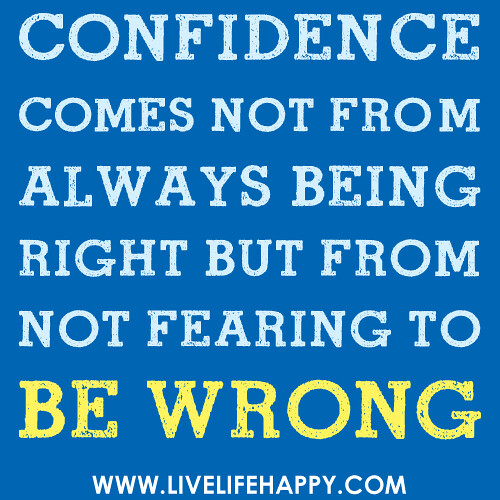 CONFIDENCE
COMES NOT FROM
ALWAYS BEING
RIGHT BUT FROM
NOT FEARING TO
BE WRONG
WWW.LIVELIFEHAPPY.COM